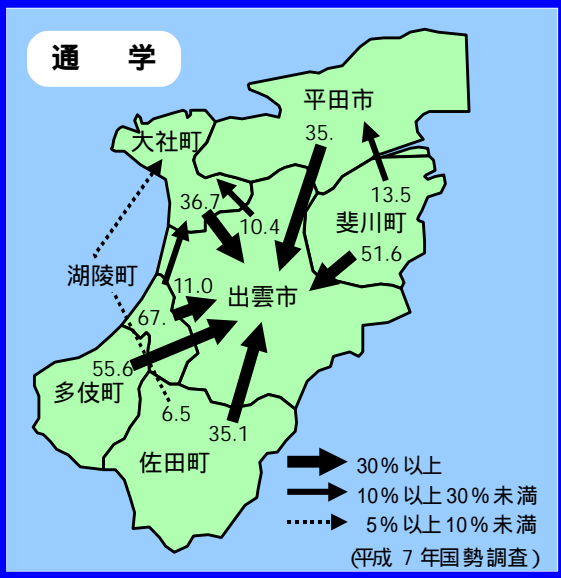 通 学
平田市
大社町
35.
13.5
36.7
10.4
斐川町
51.6
湖陵町
11.0
出雲市
67.
55.6
多伎町
6.5
35.1
佐田町
30%以上
10%以上30%未満
5%以上10%未満
(平成 7 年国勢調査)